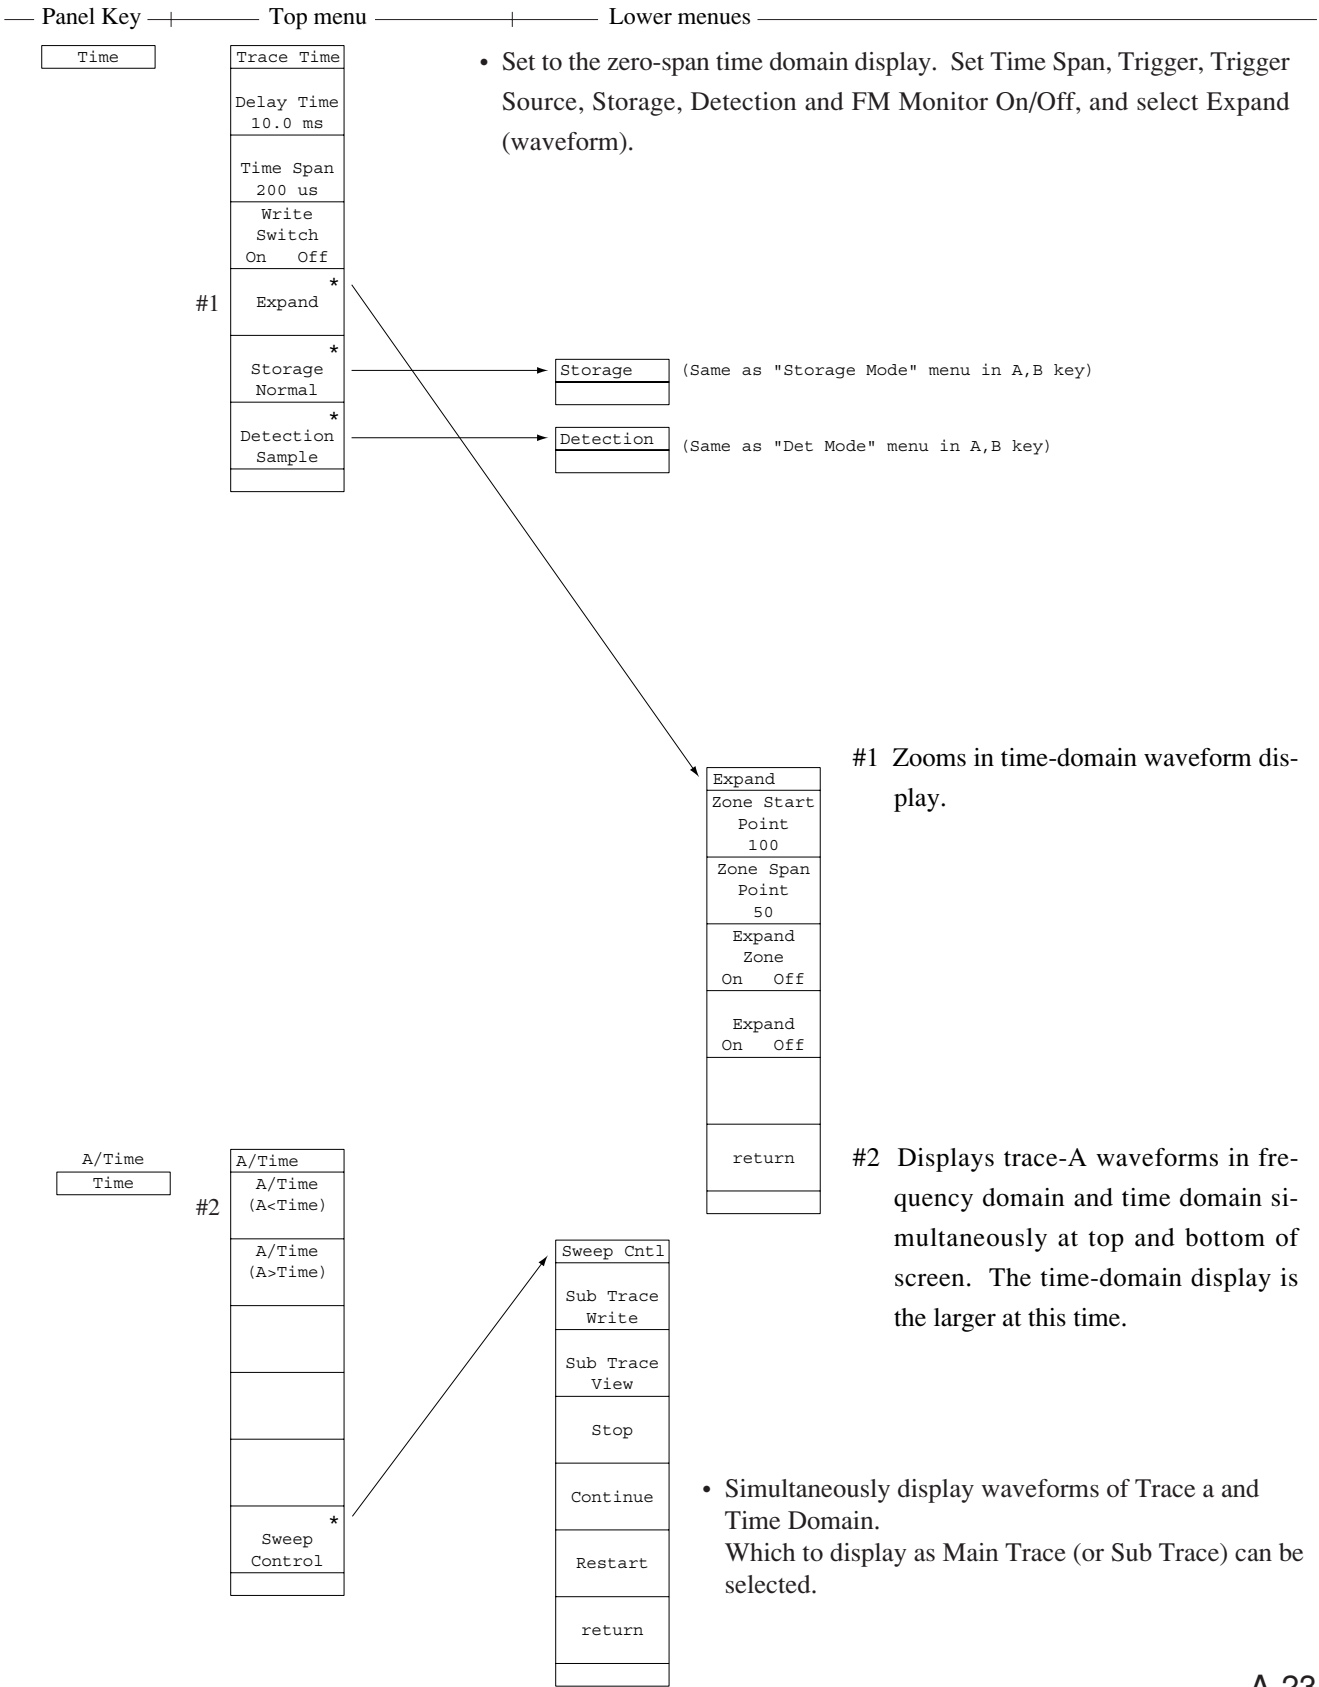 Panel Key
Top menu
Lower menues
Time
Trace Time
Delay Time
10.0 ms
Time Span
200 us
Write
Switch
On Off
#1
*
Expand
*
Storage
Normal
*
Detection
Sample
• Set to the zero-span time domain display. Set Time Span, Trigger, Trigger
Source, Storage, Detection and FM Monitor On/Off, and select Expand
(waveform).
Storage
(Same as "Storage Mode" menu in A,B key)
Detection
(Same as "Det Mode" menu in A,B key)
Expand
Zone Start
Point
100
Zone Span
Point
50
Expand
Zone
On Off
Expand
On Off
return
#1 Zooms in time-domain waveform dis-
play.
A/Time
Time
A/Time
#2
A/Time
(A<Time)
A/Time
(A>Time)
*
Sweep
Control
Sweep Cntl
Sub Trace
Write
Sub Trace
View
Stop
Continue
Restart
return
#2 Displays trace-A waveforms in fre-
quency domain and time domain si-
multaneously at top and bottom of
screen. The time-domain display is
the larger at this time.
• Simultaneously display waveforms of Trace a and
Time Domain.
Which to display as Main Trace (or Sub Trace) can be
selected.